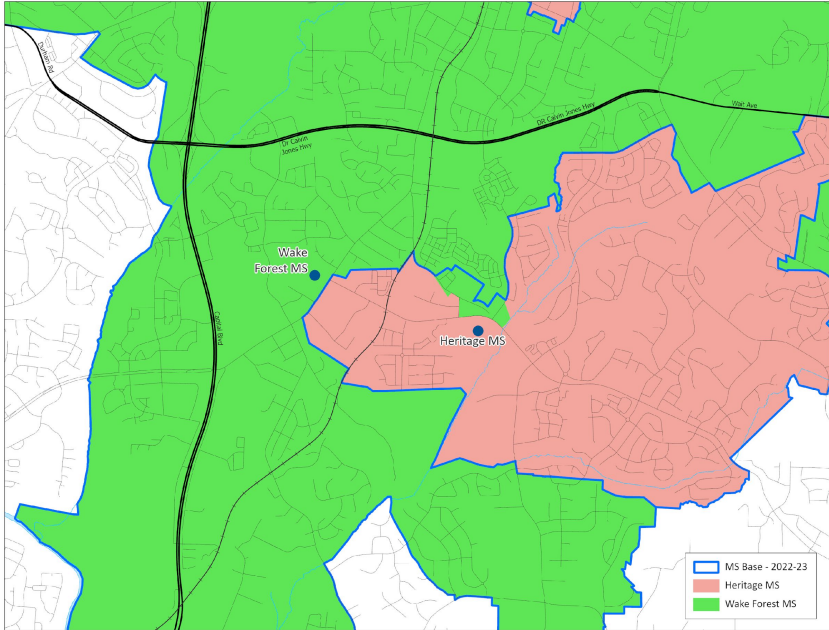 Durham Rd
Dr Calvin
Jones Hwy
DR Calvin Jones Hwy
Wait Ave
Wake
Forest MS
Capital Blvd
Heritage MS
MS Base - 2022-23
Heritage MS
Wake Forest MS